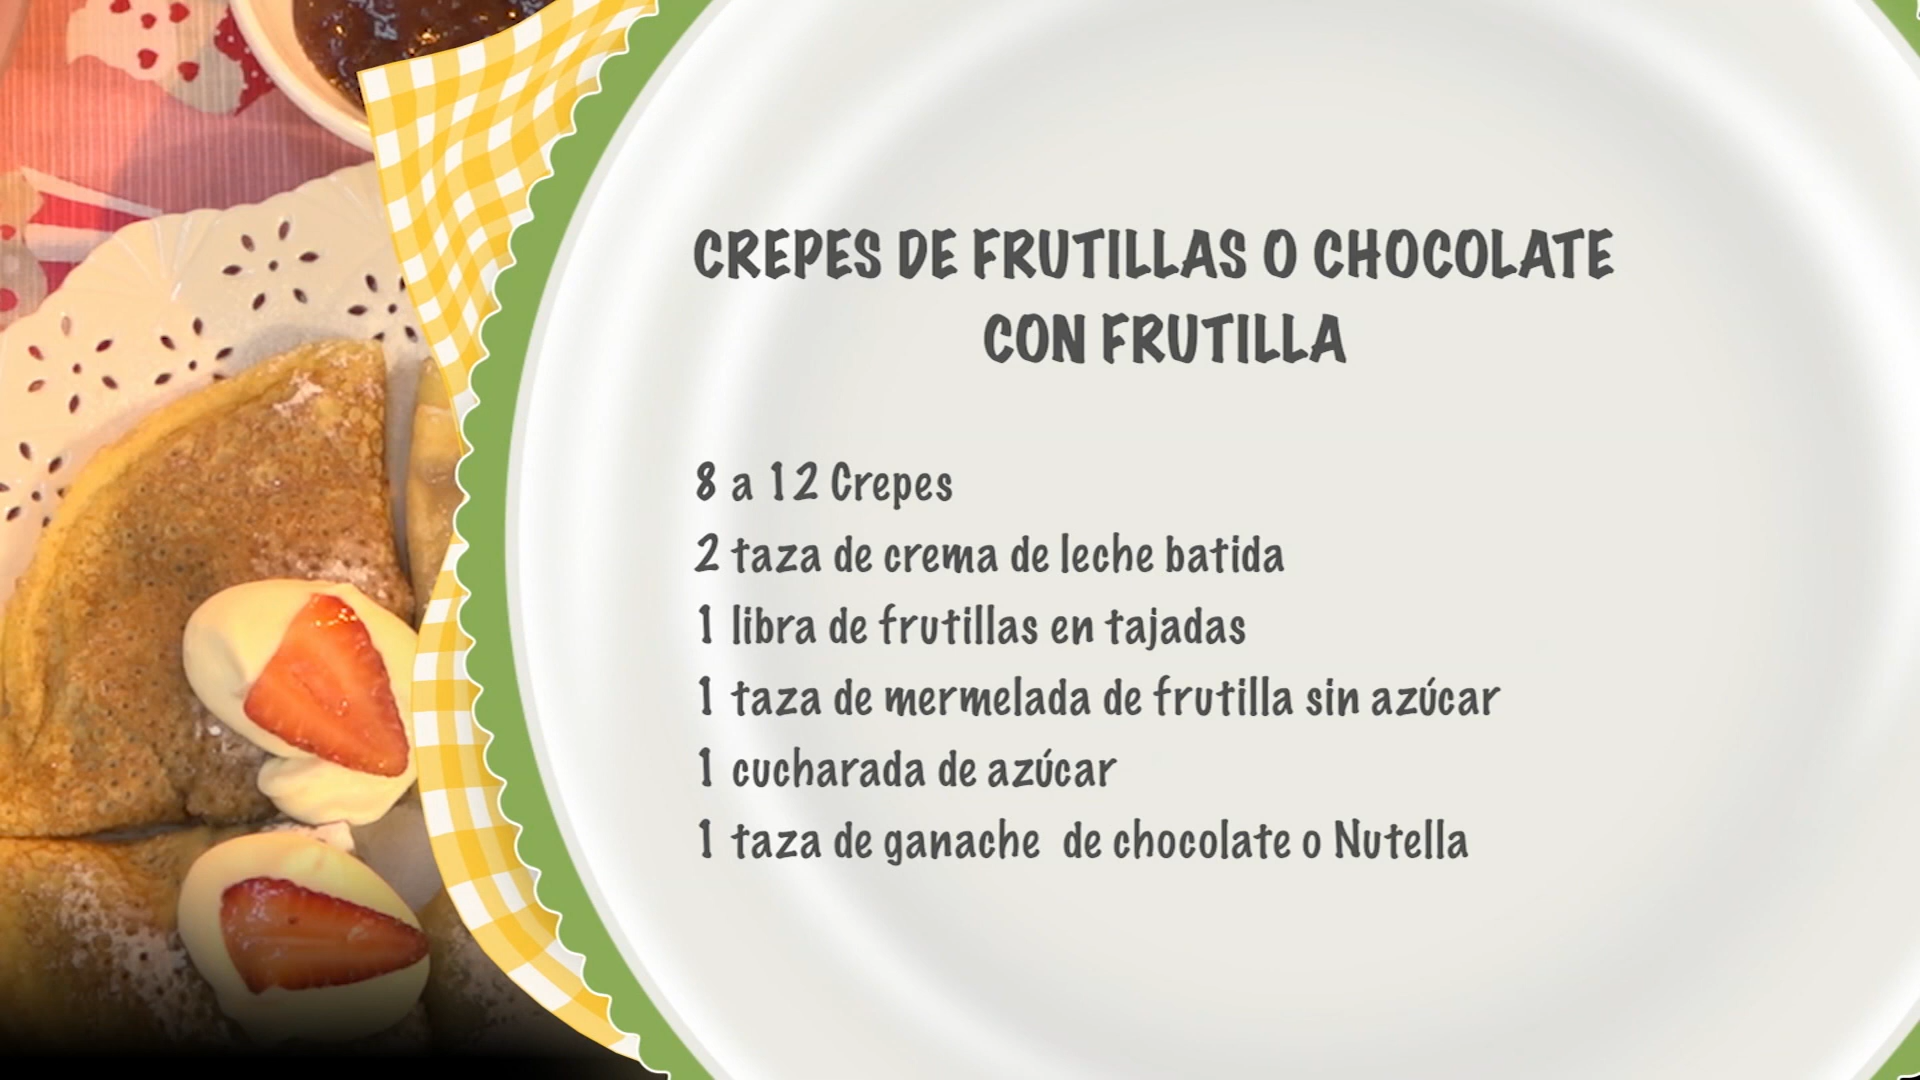 CREPES DE FRUTILLAS O CHOCOLATE
CON FRUTILLA
8 a 12 Crepes
2 taza de crema de leche batida
1 libra de frutillas en tajadas
1 taza de mermelada de frutilla sin azúcar
1 cucharada de azúcar
1 taza de ganache de chocolate o Nutella